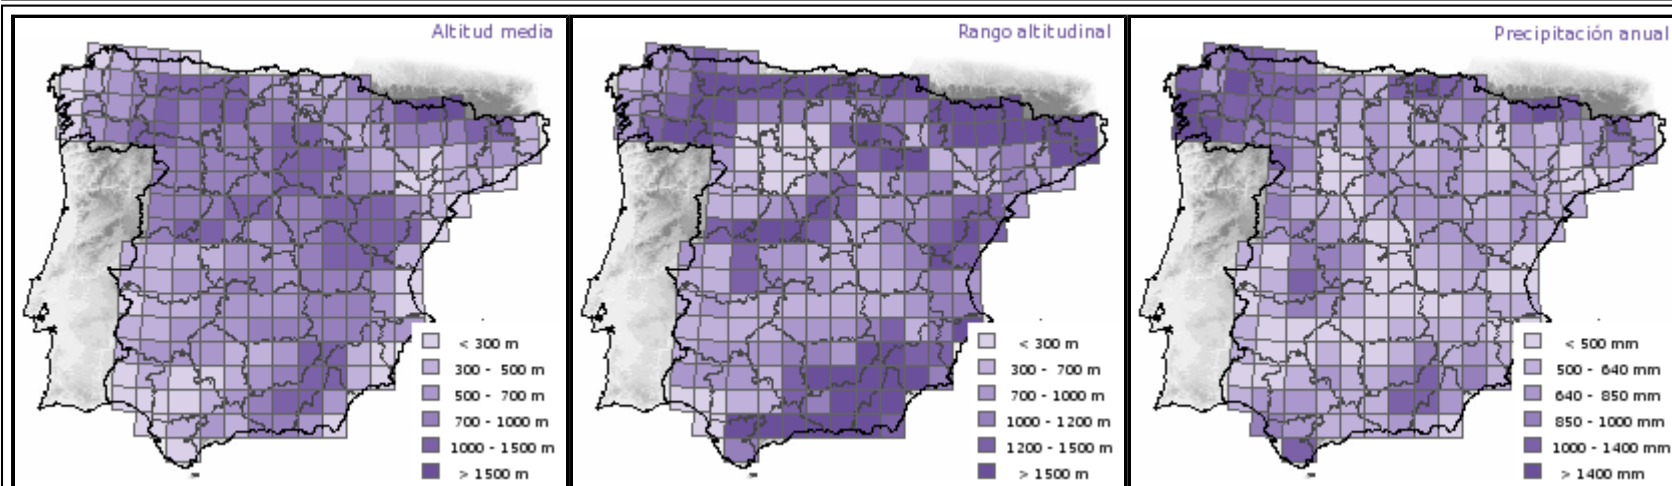 Altitud media
< 300 m
300 - 500 m
500 - 700 m
700 - 1000 m
1000 - 1500 m
> 1500 m
Rango altitudinal
< 300 m
300 - 700 m
700 - 1000 m
1000 - 1200 m
1200 - 1500 m
> 1500 m
Precipitación anual
< 500 mm
500 - 640 mm
640 - 850 mm
850 - 1000 mm
1000 - 1400 mm
> 1400 mm